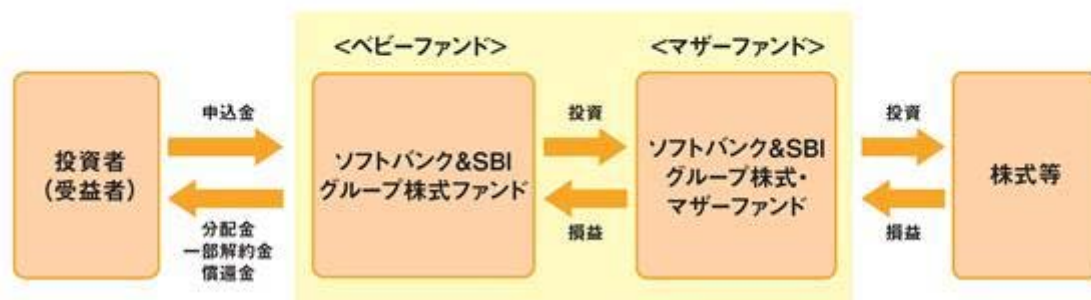 <ベビーファンド>
<マザーファンド>
投資者
(受益者)
申込金
分配金
一部解約金
償還金
ソフトバンク&SBI
グループ株式ファンド
投資
損益
ソフトバンク&SBI
グループ株式・
マザーファンド
投資
損益
株式等